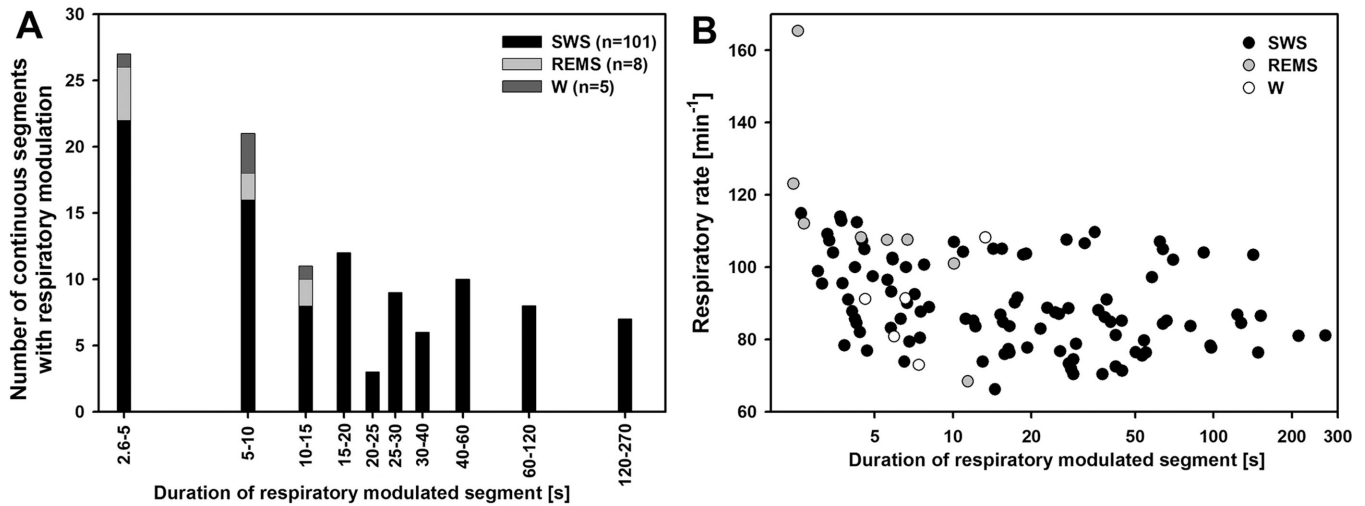 A
30
25
20
15
10
5
0
Number of continuous segments
with respiratory modulation
SWS (n=101)
REMS (n=8)
W (n=5)
2.6-5
5-10
10-15
15-20
20-25
25-30
30-40
40-60
60-120
120-270
Duration of respiratory modulated segment [s]
B
160
140
120
100
80
60
Respiratory rate [min⁻¹]
SWS
REMS
W
5
10
20
50
100
200
300
Duration of respiratory modulated segment [s]